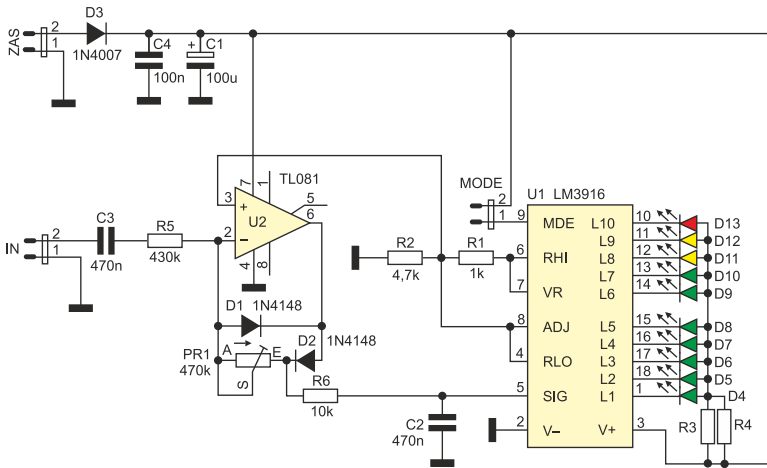 D3
ZAS
2
1
1N4007
C4
100n
+
C1
100u
TL081
7
1
3
+
5
U2
6
2
–
4
8
IN
2
1
C3
470n
R5
430k
D1
1N4148
D2
1N4148
PR1
470k
A
E
S
R6
10k
C2
470n
R2
4,7k
R1
1k
MODE
2
1
U1 LM3916
9
MDE
L10
10
D13
L9
11
D12
6
RHI
L8
12
D11
L7
13
D10
7
VR
L6
14
D9
8
ADJ
L5
15
D8
L4
16
D7
4
RLO
L3
17
D6
L2
18
D5
5
SIG
L1
1
D4
2
V–
V+
3
R3
R4